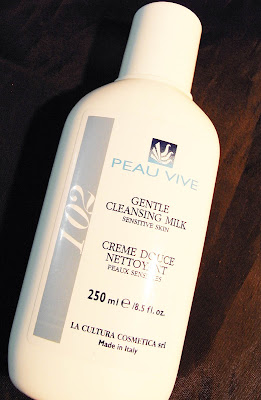 PEAU VIVE
GENTLE
CLEANSING MILK
SENSITIVE SKIN
102
CREME DOUCE
NETTOYANT
PEAUX SENSIBLES
250 ml e /8.5 fl. oz.
LA CULTURA COSMETICA srl
Made in Italy